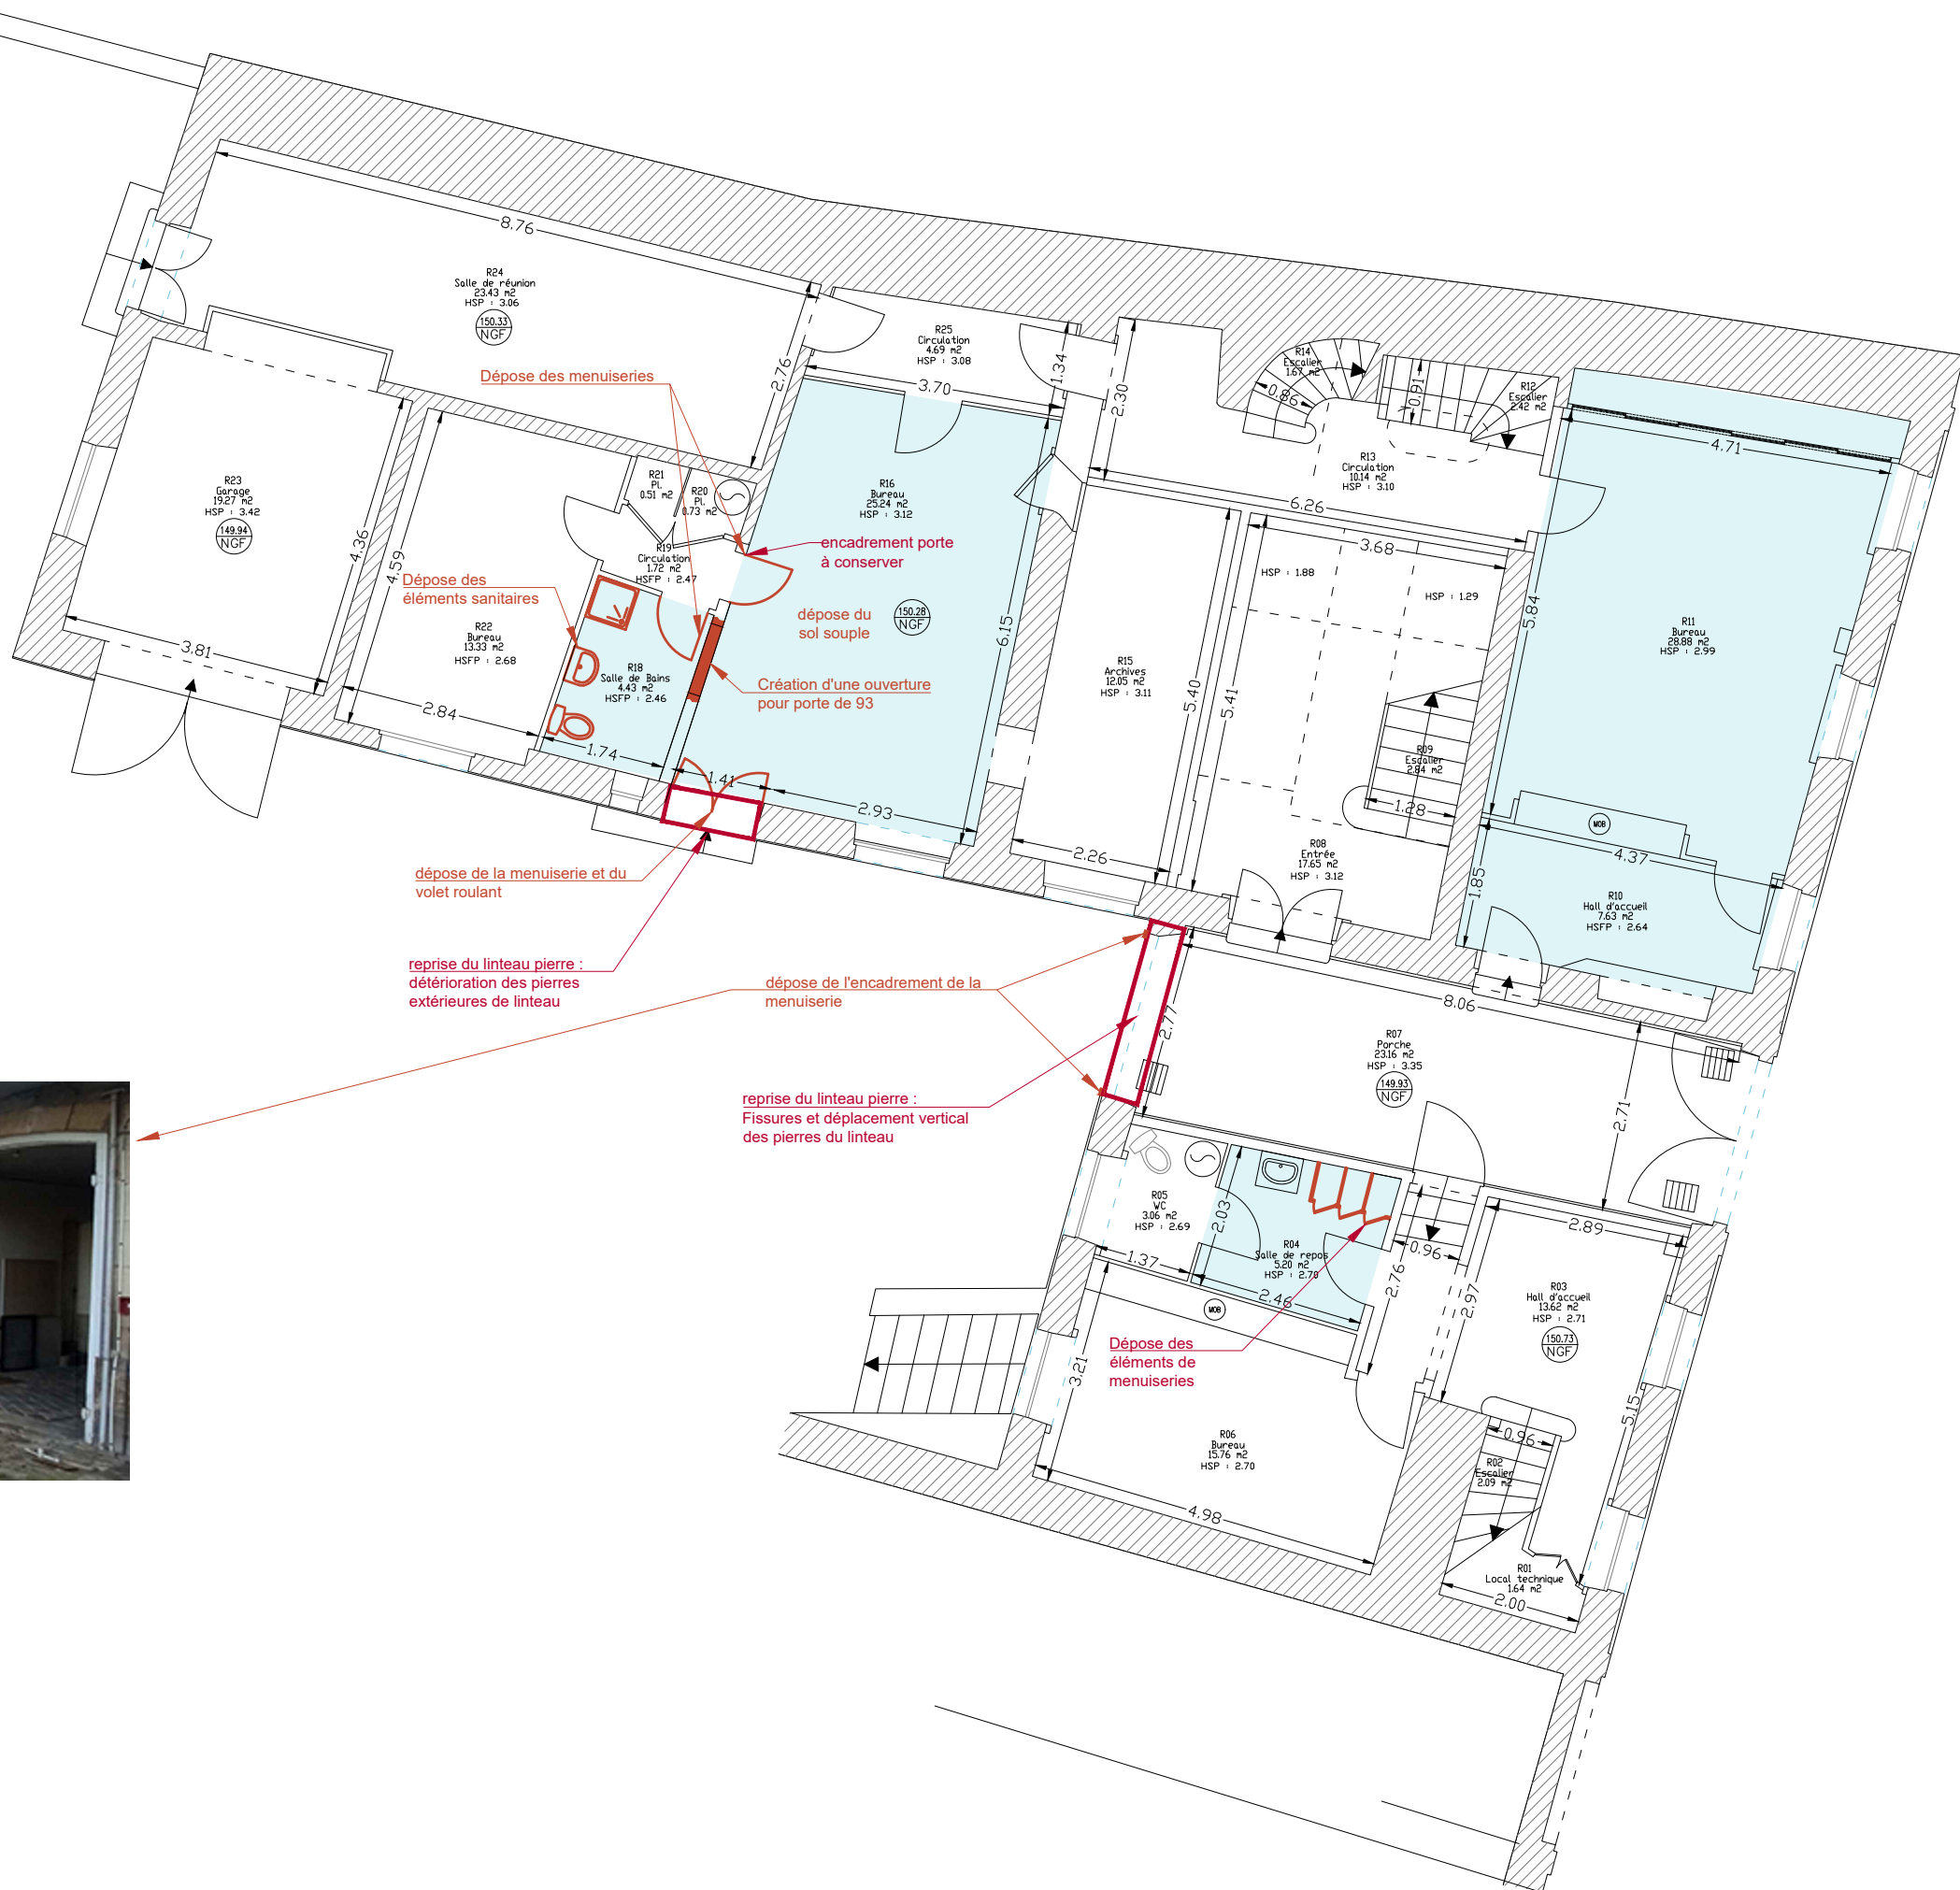 8.76
R24
Salle de réunion
23.43 m2
HSP : 3.06
150.33
NGF
R25
Circulation
4.69 m2
HSP : 3.08
1.34
2.76
3.70
2.30
R14
Escalier
1.67 m2
0.86
0.91
R12
Escalier
2.42 m2
4.71
Dépose des menuiseries
R13
Circulation
10.14 m2
HSP : 3.10
6.26
R23
Garage
19.27 m2
HSP : 3.42
149.94
NGF
4.36
4.59
R21
PL.
0.51 m2
R20
PL.
0.73 m2
R16
Bureau
25.24 m2
HSP : 3.12
encadrement porte
à conserver
R19
Circulation
1.72 m2
HSFP : 2.47
3.68
HSP : 1.88
HSP : 1.29
5.84
Dépose des
éléments sanitaires
dépose du
sol souple
150.28
NGF
6.15
R22
Bureau
13.33 m2
HSFP : 2.68
R11
Bureau
28.88 m2
HSP : 2.99
3.81
R18
Salle de Bains
4.43 m2
HSFP : 2.46
R15
Archives
12.05 m2
HSP : 3.11
5.40
5.41
Création d'une ouverture
pour porte de 93
2.84
1.74
1.41
2.93
R09
Escalier
2.84 m2
1.28
MOB
2.26
R08
Entrée
17.65 m2
HSP : 3.12
4.37
1.85
R10
Hall d'accueil
7.63 m2
HSFP : 2.64
dépose de la menuiserie et du
volet roulant
reprise du linteau pierre :
détérioration des pierres
extérieures de linteau
dépose de l'encadrement de la
menuiserie
8.06
2.77
R07
Porche
23.16 m2
HSP : 3.35
149.93
NGF
2.71
reprise du linteau pierre :
Fissures et déplacement vertical
des pierres du linteau
R05
WC
3.06 m2
HSP : 2.69
2.03
R04
Salle de repos
5.20 m2
HSP : 2.70
0.96
2.89
1.37
2.46
2.76
2.97
R03
Hall d'accueil
13.62 m2
HSP : 2.71
150.73
NGF
MOB
Dépose des
éléments de
menuiseries
3.21
5.15
R06
Bureau
15.76 m2
HSP : 2.70
0.96
R02
Escalier
2.09 m2
4.98
R01
Local technique
1.64 m2
2.00